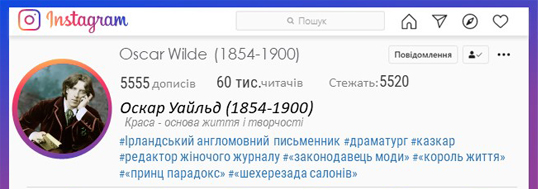 Instagram
Пошук
Oscar Wilde (1854-1900)
Повідомлення
5555 дописів 60 тис.читачів Стежать:5520
Оскар Уайльд (1854-1900)
Краса - основа життя і творчості
#Ірландський англомовний письменник #драматург #казкар
#редактор жіночого журналу #«законодавець моди» #«король життя»
#«принц парадокс» #«шехерезада салонів»